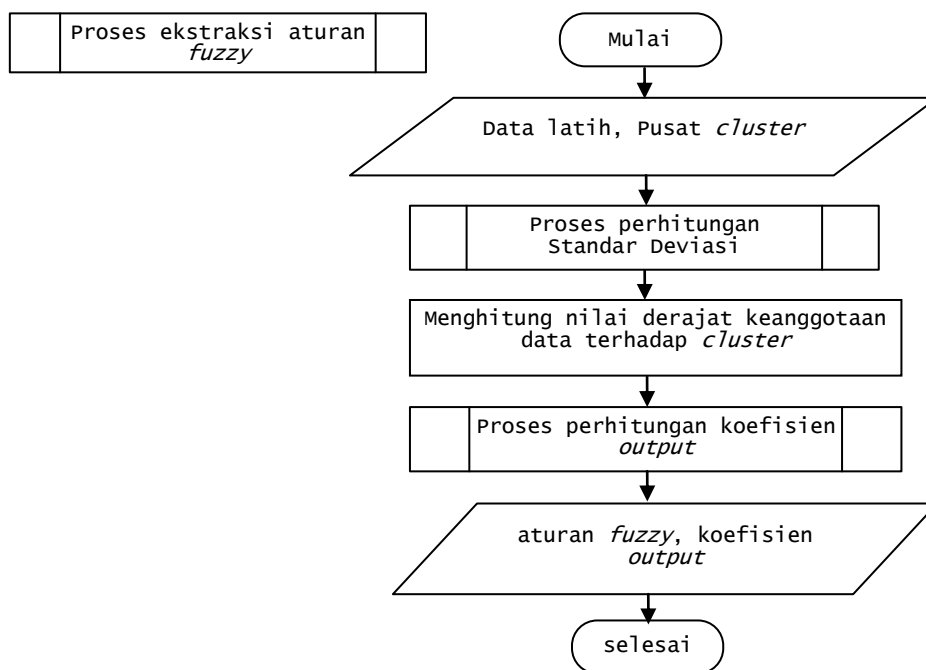 Proses ekstraksi aturan
fuzzy
Mulai
Data latih, Pusat cluster
Proses perhitungan
Standar Deviasi
Menghitung nilai derajat keanggotaan
data terhadap cluster
Proses perhitungan koefisien
output
aturan fuzzy, koefisien
output
selesai